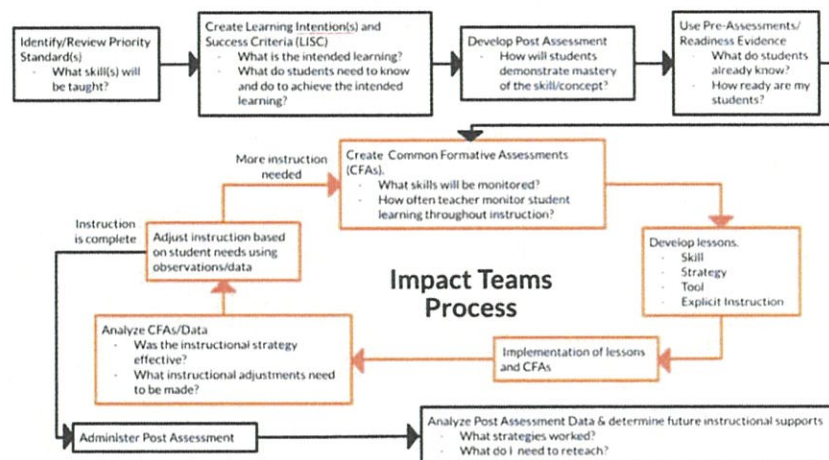 Identify/Review Priority
Standard(s)
- What skill(s) will
be taught?
Create Learning Intention(s) and
Success Criteria (LISC)
- What is the intended learning?
- What do students need to know
and do to achieve the intended
learning?
Develop Post Assessment
- How will students
demonstrate mastery
of the skill/concept?
Use Pre-Assessments/
Readiness Evidence
- What do students
already know?
- How ready are my
students?
More instruction
needed
Create Common Formative Assessments
(CFAs).
- What skills will be monitored?
- How often teacher monitor student
learning throughout instruction?
Instruction
is complete
Adjust instruction based
on student needs using
observations/data
Develop lessons.
- Skill
- Strategy
- Tool
- Explicit Instruction
Impact Teams
Process
Analyze CFAs/Data
- Was the instructional strategy
effective?
- What instructional adjustments need
to be made?
Implementation of lessons
and CFAs
Administer Post Assessment
Analyze Post Assessment Data & determine future instructional supports
- What strategies worked?
- What do I need to reteach?